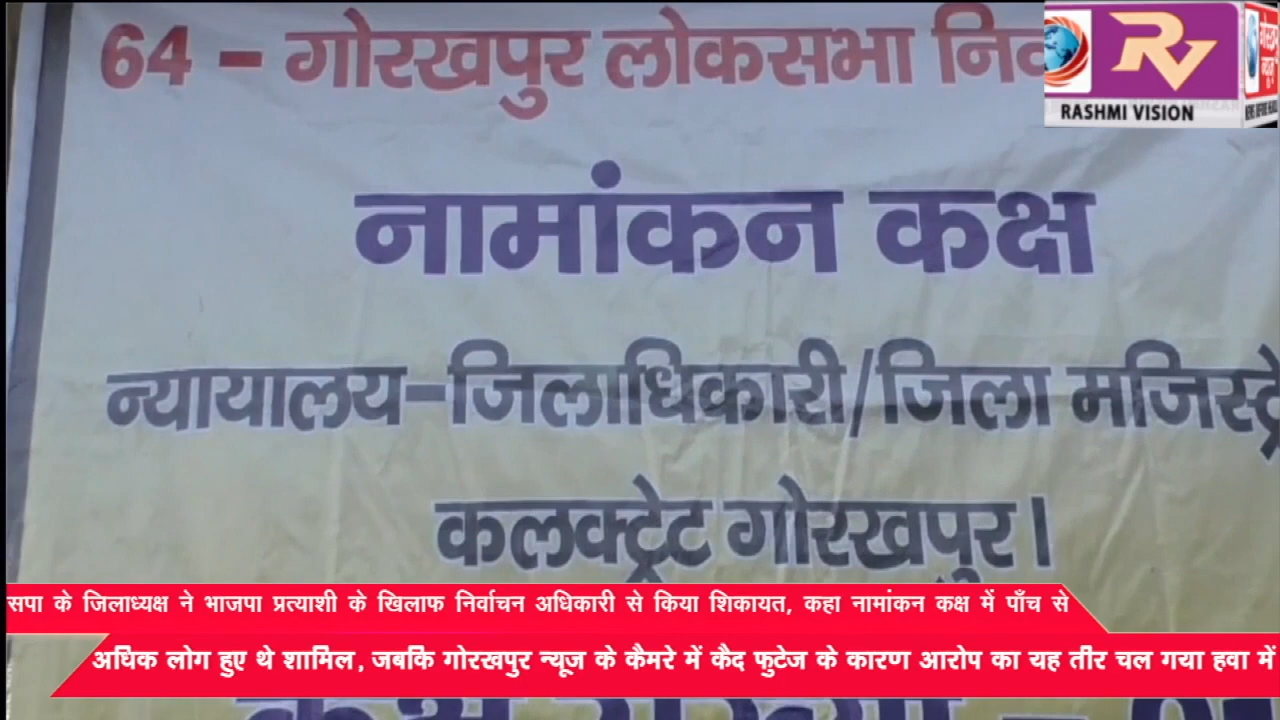 64 - गोरखपुर लोकसभा
RV
RASHMI VISION
नामांकन कक्ष
न्यायालय-जिलाधिकारी/जिला
कलक्ट्रेट गोरखपुर।
सपा के जिलाध्यक्ष ने भाजपा प्रत्याशी के खिलाफ निर्वाचन अधिकारी से किया शिकायत, कहा नामांकन कक्ष में पाँच से
अधिक लोग हुए थे शामिल, जबकि गोरखपुर न्यूज के कैमरे में कैद फुटेज के कारण आरोप का यह तीर चल गया हवा में